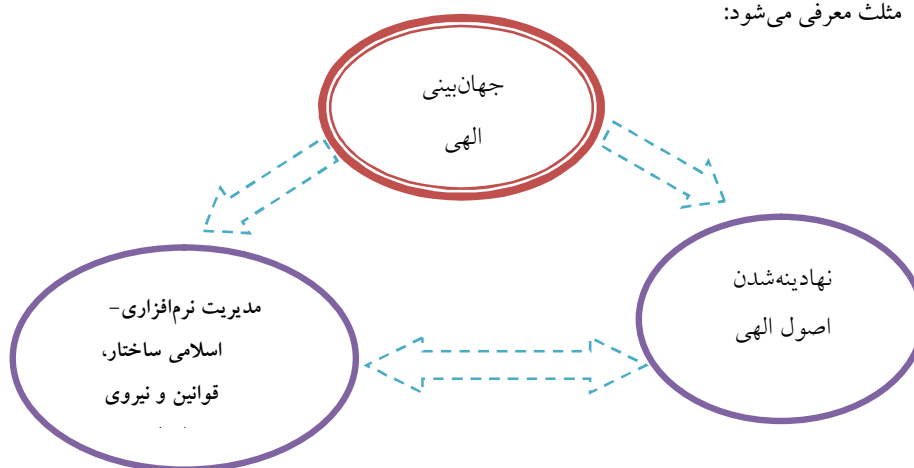 مثلث معرفی می‌شود:
جهان‌بینی
الهی
نهادینه‌شدن
اصول الهی
مدیریت نرم‌افزاری-
اسلامی ساختار،
قوانین و نیروی